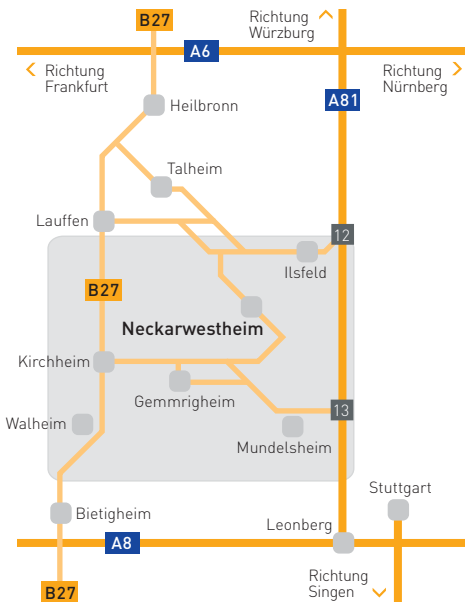 Richtung
Würzburg
B27
A6
Richtung
Frankfurt
Richtung
Nürnberg
A81
Heilbronn
Talheim
Lauffen
12
Ilsfeld
B27
Neckarwestheim
Kirchheim
Gemmrigheim
13
Walheim
Mundelsheim
Stuttgart
Bietigheim
Leonberg
A8
Richtung
Singen
B27